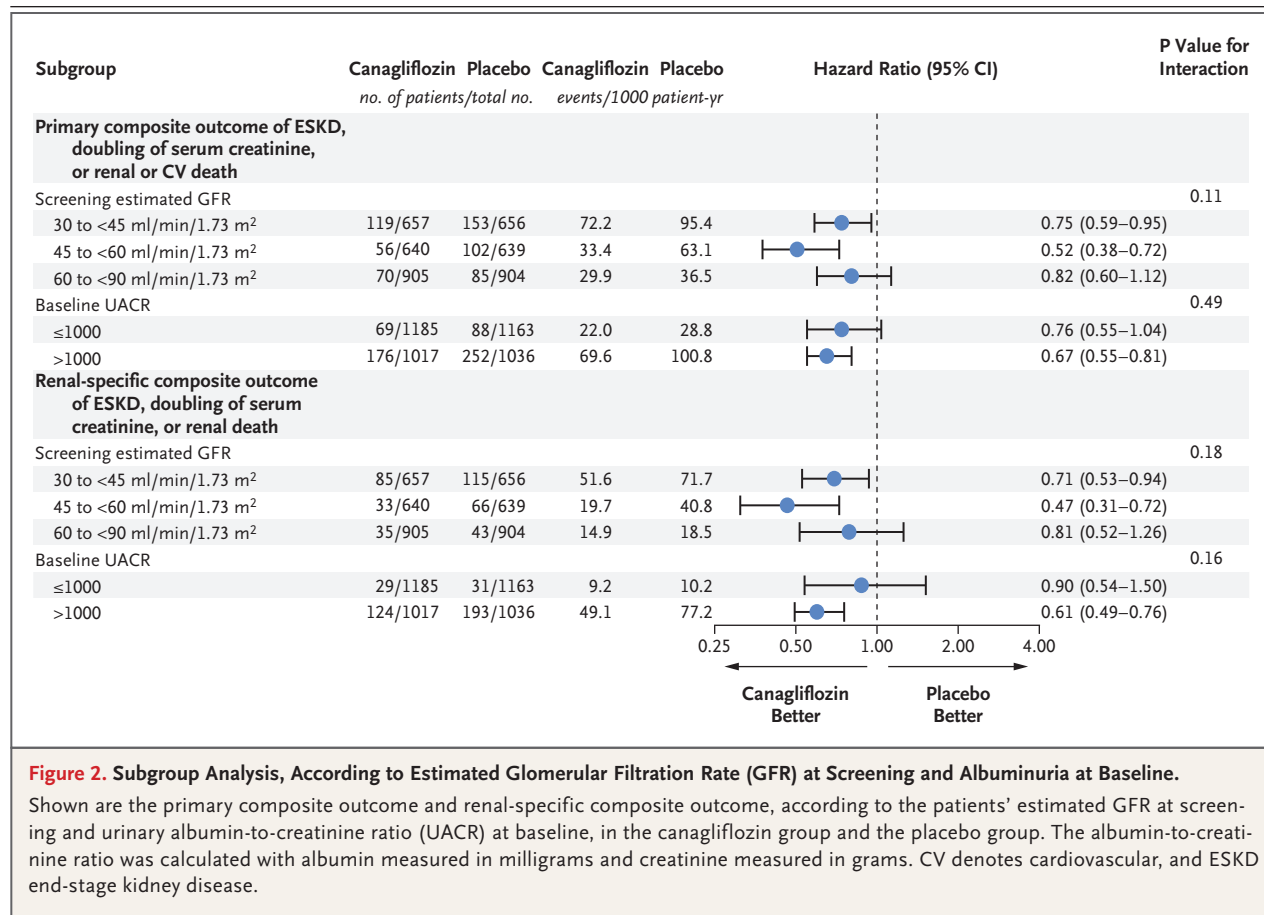 P Value for
Subgroup Canagliflozin Placebo Canagliflozin Placebo Hazard Ratio (95% CI) Interaction
no. of patients/total no. events/1000 patient-yr
Primary composite outcome of ESKD,
doubling of serum creatinine,
or renal or CV death
Screening estimated GFR 0.11
30 to <45 ml/min/1.73 m² 119/657 153/656 72.2 95.4 0.75 (0.59–0.95)
45 to <60 ml/min/1.73 m² 56/640 102/639 33.4 63.1 0.52 (0.38–0.72)
60 to <90 ml/min/1.73 m² 70/905 85/904 29.9 36.5 0.82 (0.60–1.12)
Baseline UACR 0.49
≤1000 69/1185 88/1163 22.0 28.8 0.76 (0.55–1.04)
>1000 176/1017 252/1036 69.6 100.8 0.67 (0.55–0.81)
Renal-specific composite outcome
of ESKD, doubling of serum
creatinine, or renal death
Screening estimated GFR 0.18
30 to <45 ml/min/1.73 m² 85/657 115/656 51.6 71.7 0.71 (0.53–0.94)
45 to <60 ml/min/1.73 m² 33/640 66/639 19.7 40.8 0.47 (0.31–0.72)
60 to <90 ml/min/1.73 m² 35/905 43/904 14.9 18.5 0.81 (0.52–1.26)
Baseline UACR 0.16
≤1000 29/1185 31/1163 9.2 10.2 0.90 (0.54–1.50)
>1000 124/1017 193/1036 49.1 77.2 0.61 (0.49–0.76)
0.25 0.50 1.00 2.00 4.00
Canagliflozin Placebo
Better Better
Figure 2. Subgroup Analysis, According to Estimated Glomerular Filtration Rate (GFR) at Screening and Albuminuria at Baseline.
Shown are the primary composite outcome and renal-specific composite outcome, according to the patients' estimated GFR at screen-
ing and urinary albumin-to-creatinine ratio (UACR) at baseline, in the canagliflozin group and the placebo group. The albumin-to-creati-
nine ratio was calculated with albumin measured in milligrams and creatinine measured in grams. CV denotes cardiovascular, and ESKD
end-stage kidney disease.